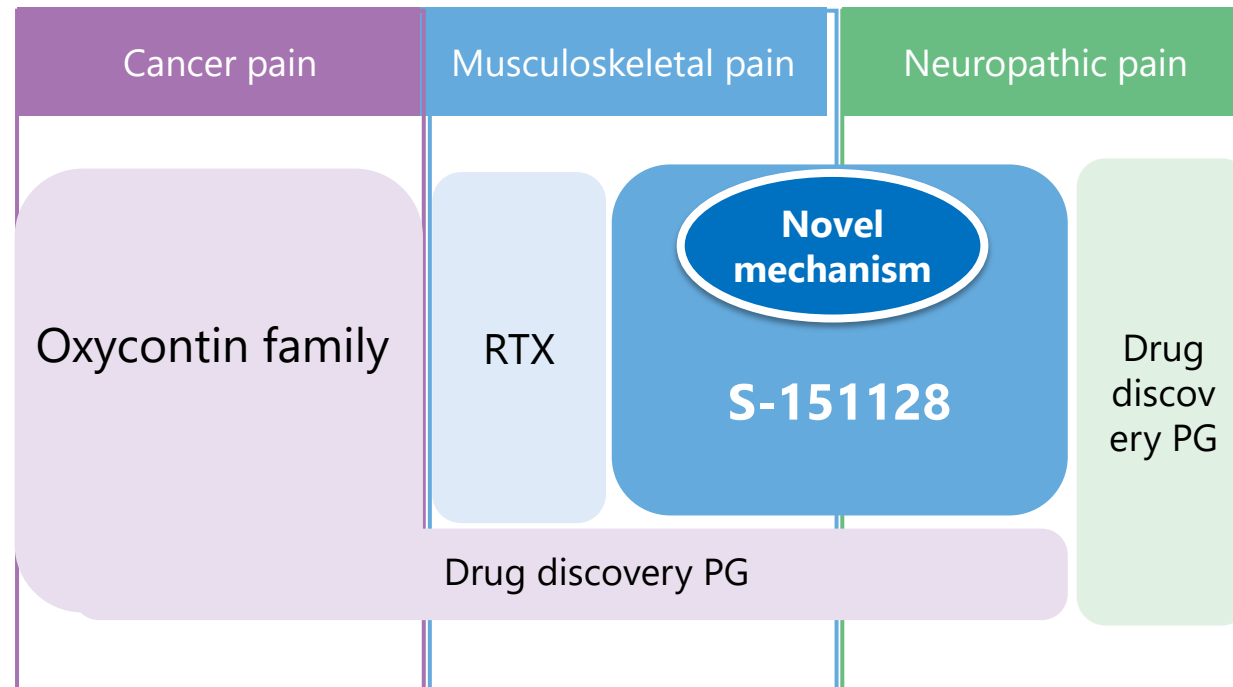 Cancer pain
Musculoskeletal pain
Neuropathic pain
Oxycontin family
RTX
Novel
mechanism
S-151128
Drug
discov
ery PG
Drug discovery PG